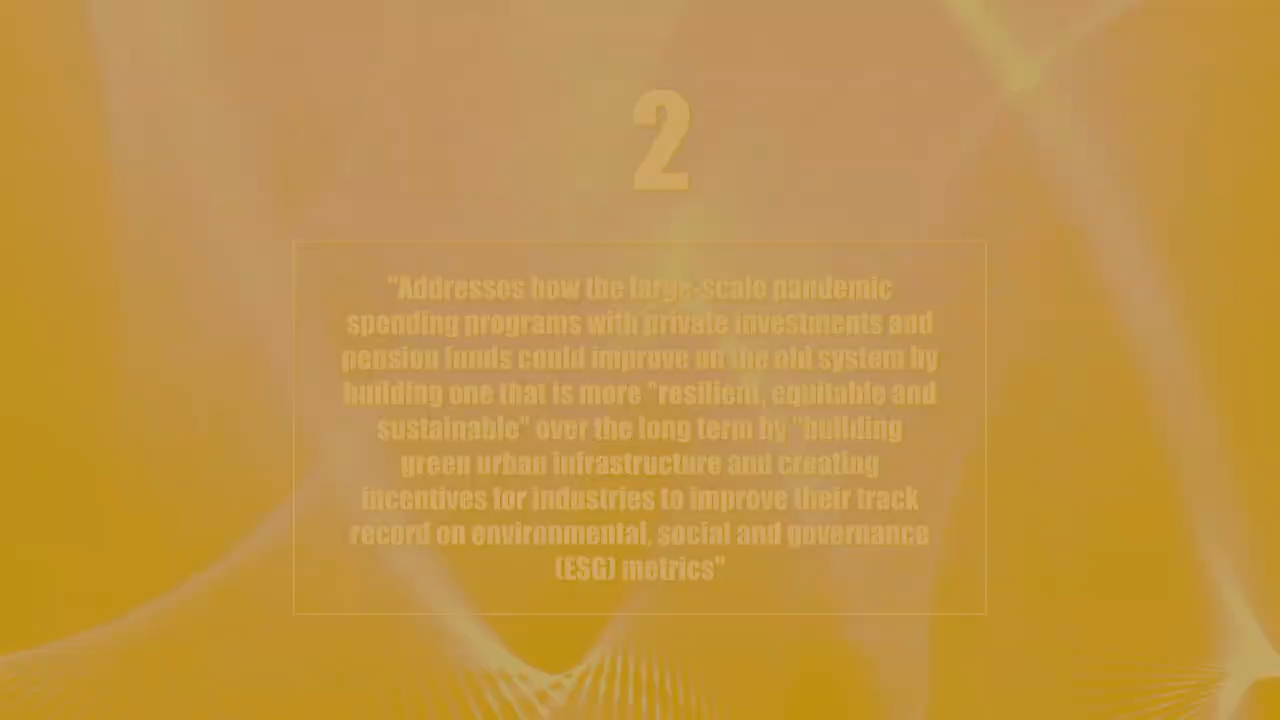 2
"Addresses how the large-scale pandemic
spending programs with private investments and
pension funds could improve on the old system by
building one that is more "resilient, equitable and
sustainable" over the long term by "building
green urban infrastructure and creating
incentives for industries to improve their track
record on environmental, social and governance
(ESG) metrics"